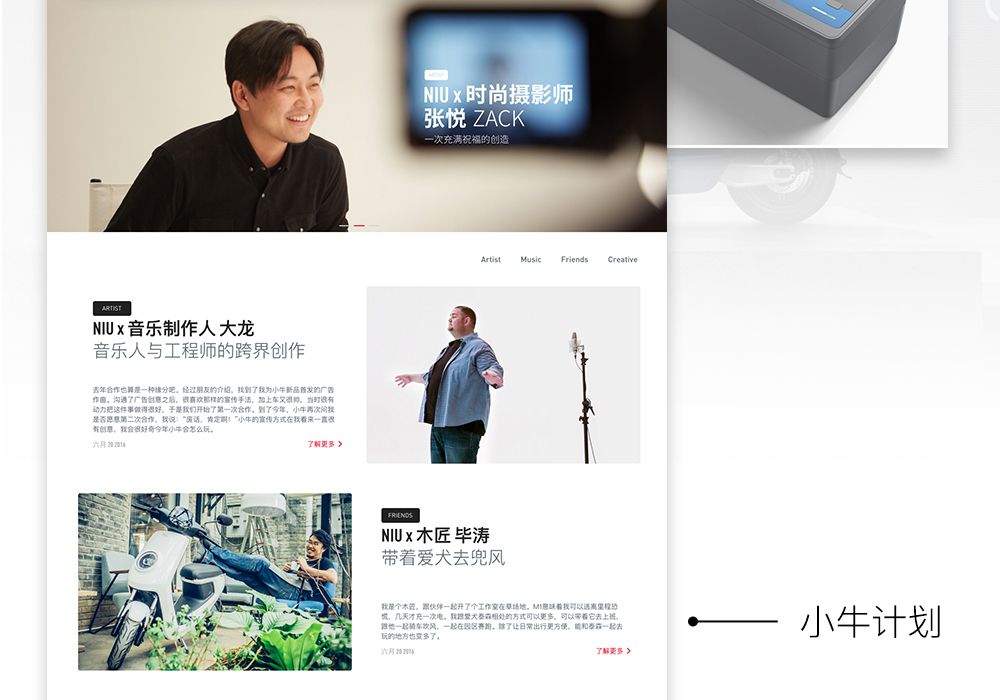 ARTIST
NIU x 时尚摄影师
张悦 ZACK
一次充满祝福的创造
Artist Music Friends Creative
ARTIST
NIU x 音乐制作人 大龙
音乐人与工程师的跨界创作
去年合作也算是一种缘分吧。经过朋友的介绍，找到了我为小牛新品首发的广告
作曲。沟通了广告创意之后，很喜欢那样的宣传手法，加上车又很帅，当时很有
动力把这件事做得很好。于是我们开始了第一次合作。到了今年，小牛再次问我
是否愿意第二次合作，我说：“废话，肯定啊！”小牛的宣传方式在我看来一直很
有创意，我会很好奇今年小牛会怎么玩。
六月 20 2016
了解更多
FRIENDS
NIU x 木匠 毕涛
带着爱犬去兜风
我是个木匠，跟伙伴一起开了个工作室在草场地。M1意味着我可以逃离里程恐
慌，几天才充一次电。我跟爱犬泰森相处的方式可以更多，可以带着它去上班，
跟他一起骑车吹风，一起在园区赛跑。除了让日常出行更方便，能和泰森一起去
玩的地方也变多了。
六月 20 2016
了解更多
小牛计划